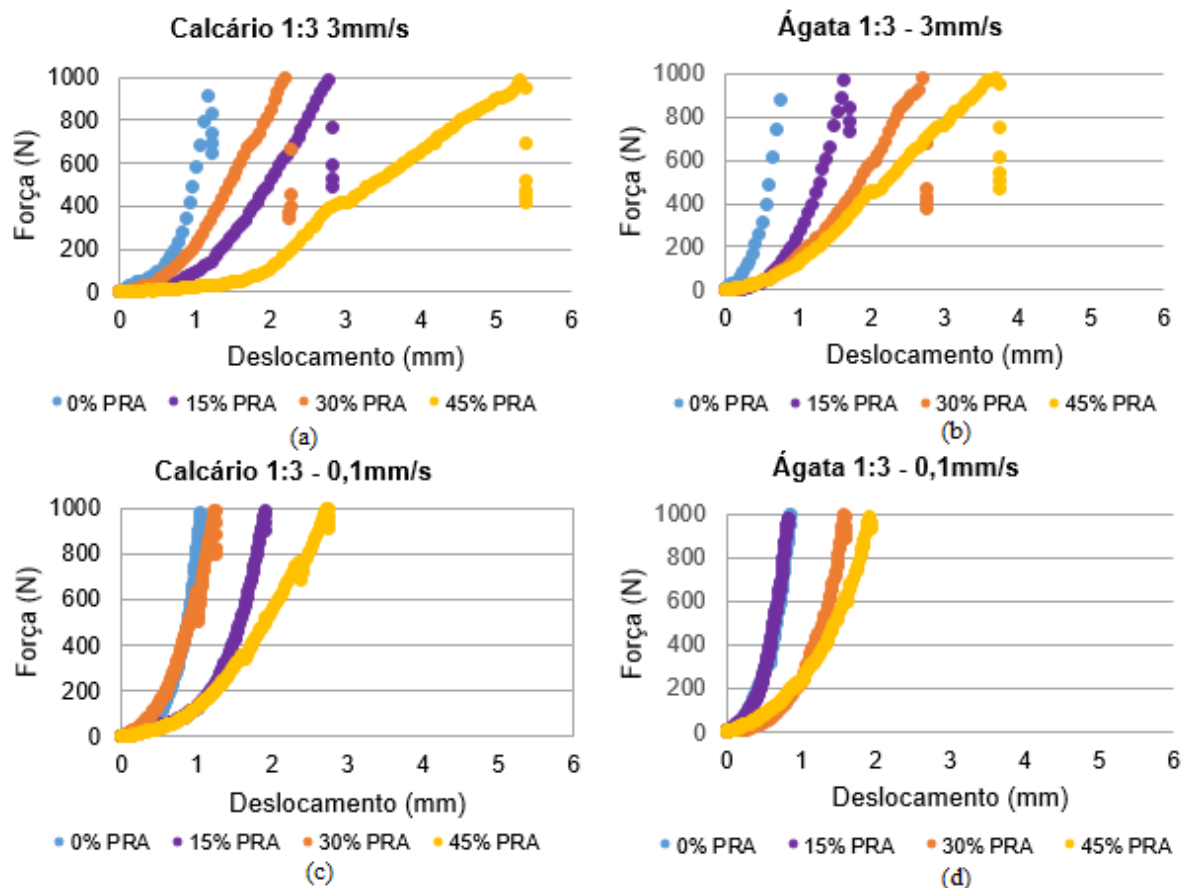 Calcário 1:3 3mm/s
Força (N)
1000
800
600
400
200
0
0 1 2 3 4 5 6
Deslocamento (mm)
0% PRA 15% PRA 30% PRA 45% PRA
(a)
Ágata 1:3 - 3mm/s
Força (N)
1000
800
600
400
200
0
0 1 2 3 4 5 6
Deslocamento (mm)
0% PRA 15% PRA 30% PRA 45% PRA
(b)
Calcário 1:3 - 0,1mm/s
Força (N)
1000
800
600
400
200
0
0 1 2 3 4 5 6
Deslocamento (mm)
0% PRA 15% PRA 30% PRA 45% PRA
(c)
Ágata 1:3 - 0,1mm/s
Força (N)
1000
800
600
400
200
0
0 1 2 3 4 5 6
Deslocamento (mm)
0% PRA 15% PRA 30% PRA 45% PRA
(d)